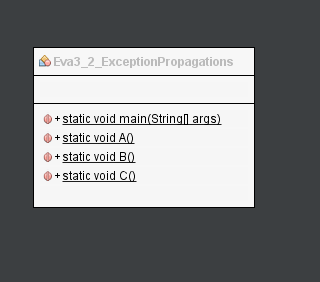 Eva3_2_ExceptionPropagations
+ static void main(String[] args)
+ static void A()
+ static void B()
+ static void C()